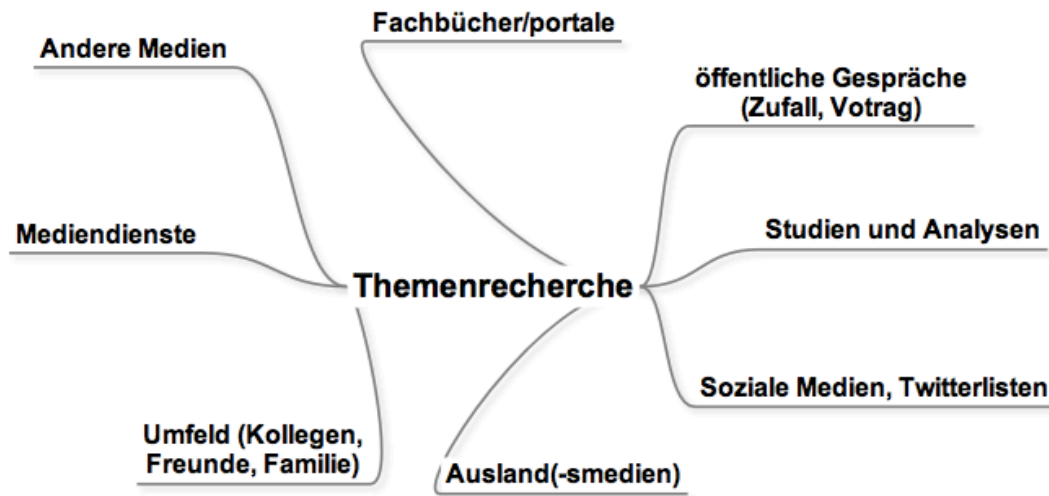 Fachbücher/portale
Andere Medien
öffentliche Gespräche
(Zufall, Votrag)
Mediendienste
Studien und Analysen
Themenrecherche
Soziale Medien, Twitterlisten
Umfeld (Kollegen,
Freunde, Familie)
Ausland(-smedien)